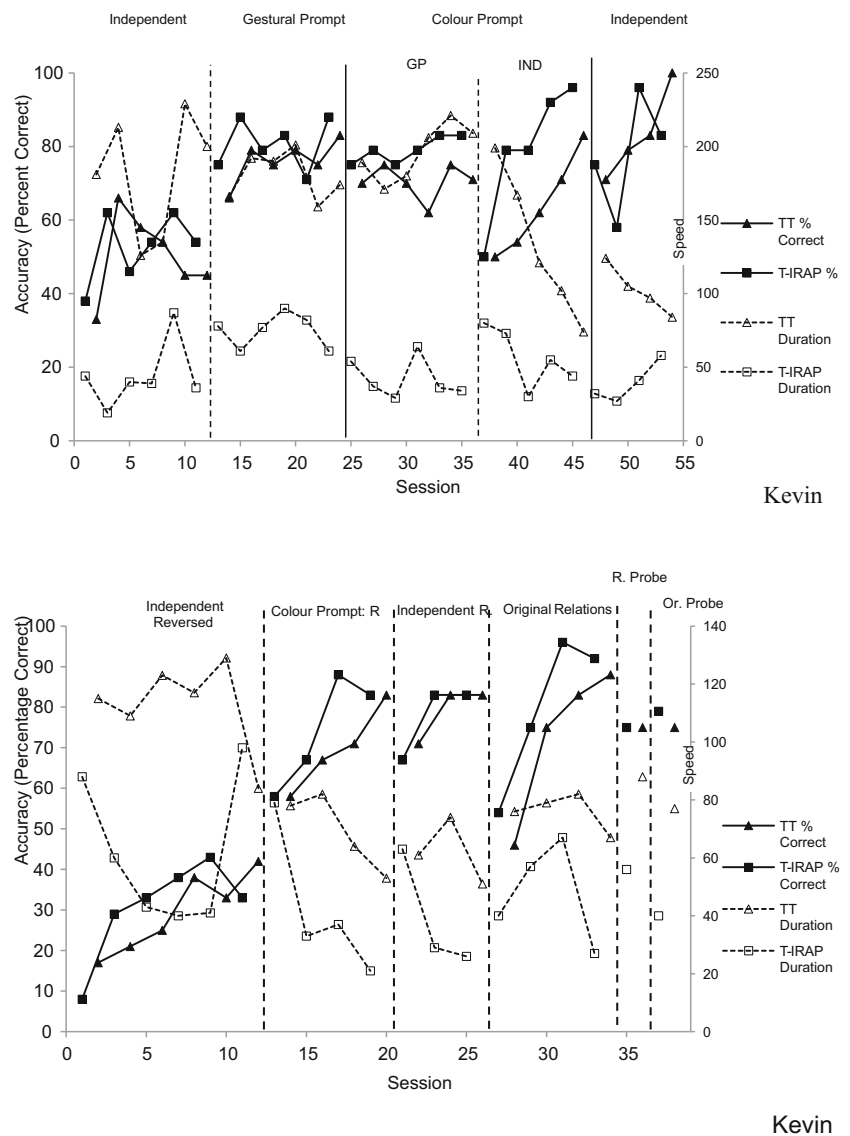 Independent Gestural Prompt Colour Prompt Independent
GP IND
Accuracy (Percent Correct)
100
80
60
40
20
0
250
200
150
100
50
0
Speed
0 5 10 15 20 25 30 35 40 45 50 55
Session
TT %
Correct
T-IRAP %
TT
Duration
T-IRAP
Duration
Kevin
R. Probe
Independent
Reversed
Colour Prompt: R
Independent R.
Original Relations
Or. Probe
Accuracy (Percentage Correct)
100
90
80
70
60
50
40
30
20
10
0
140
120
100
80
60
40
20
0
Speed
0 5 10 15 20 25 30 35
Session
TT %
Correct
T-IRAP %
Correct
TT
Duration
T-IRAP
Duration
Kevin